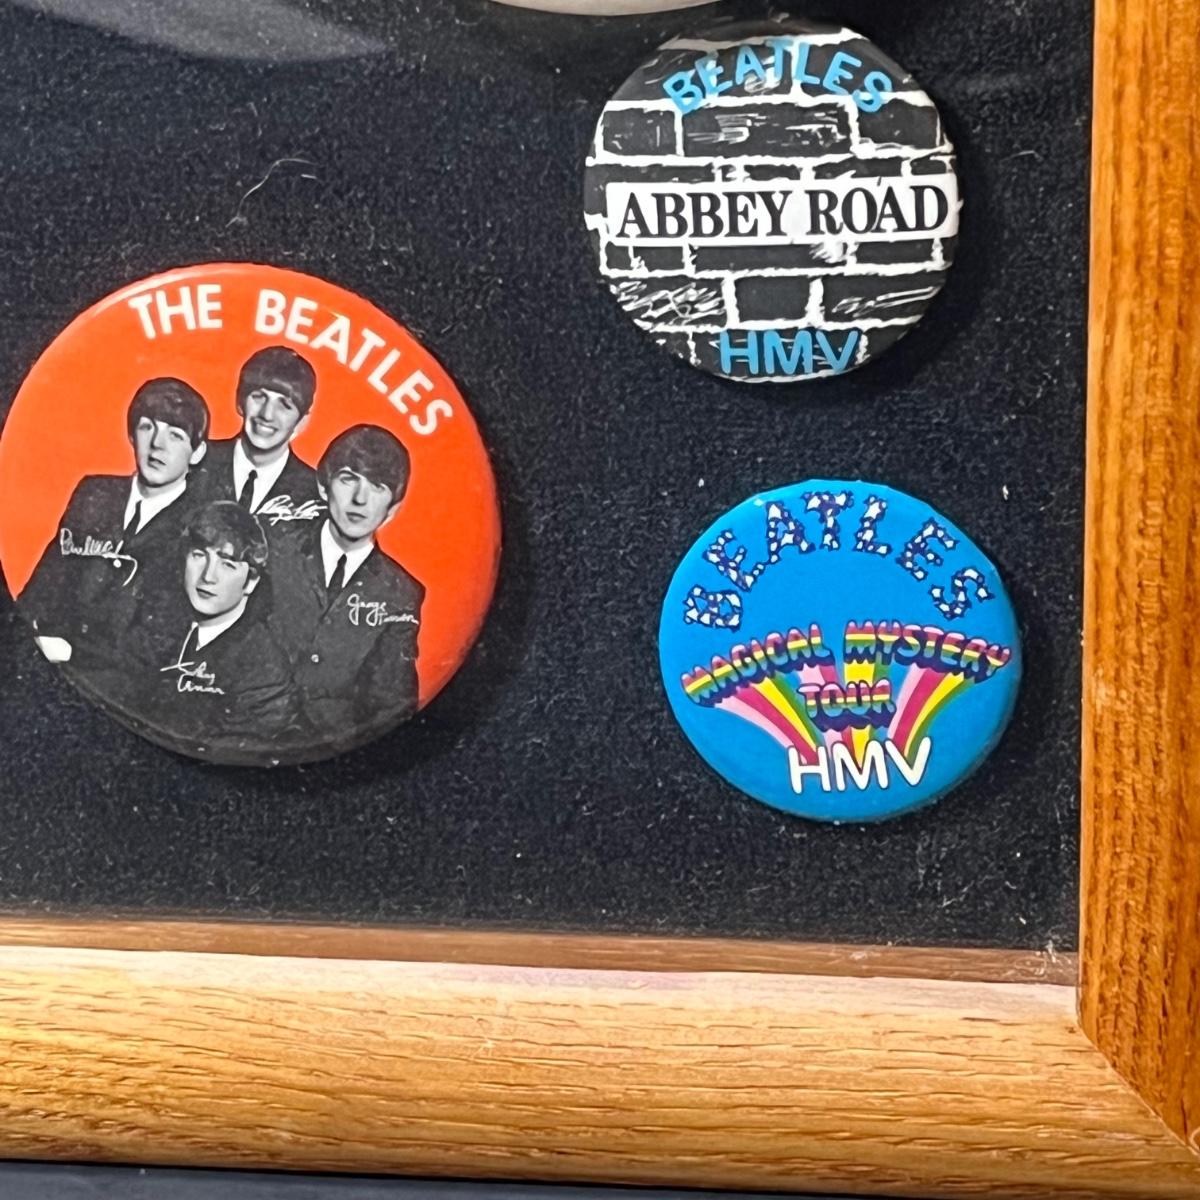 BEATLES
ABBEY ROAD
HMV
THE BEATLES
BEATLES
MAGICAL MYSTERY
TOUR
HMV